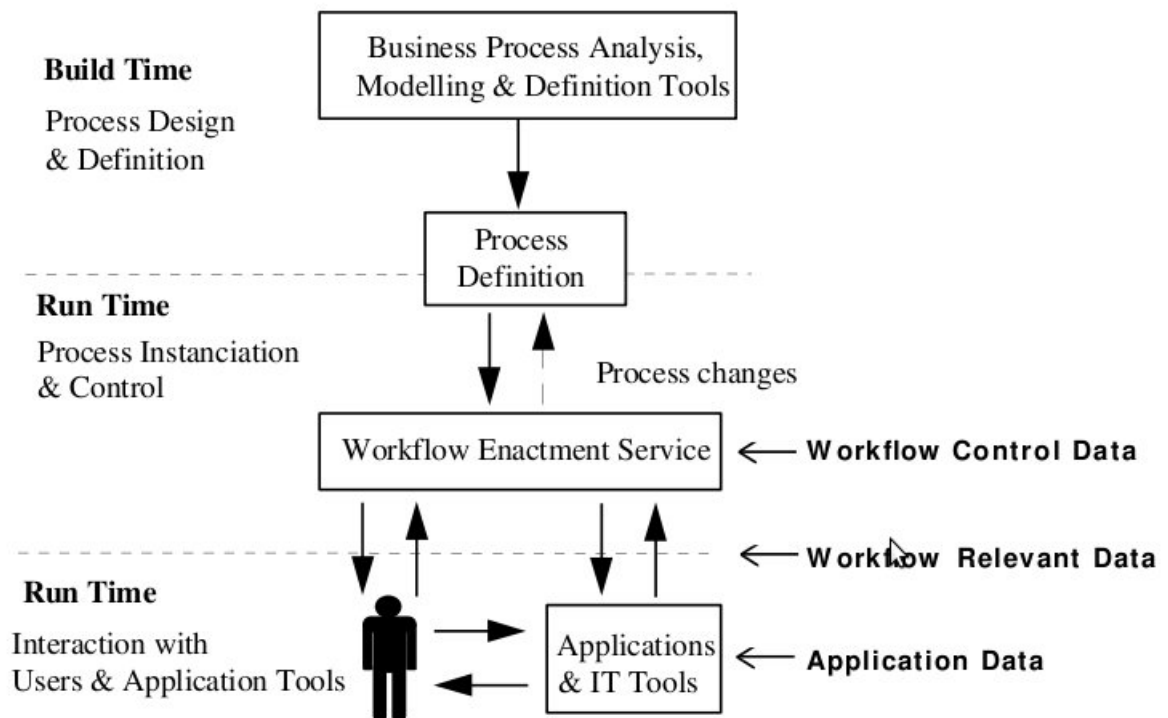 Business Process Analysis,
Modelling & Definition Tools
Build Time
Process Design
& Definition
Process
Definition
Run Time
Process Instanciation
& Control
Process changes
Workflow Enactment Service
Workflow Control Data
Workflow Relevant Data
Run Time
Interaction with
Users & Application Tools
Applications
& IT Tools
Application Data